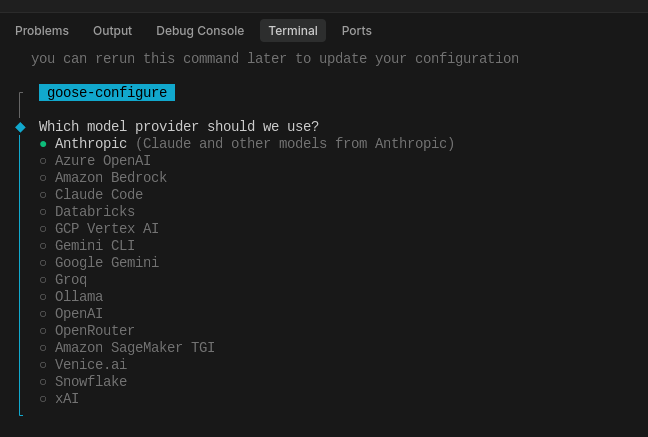 Problems Output Debug Console Terminal Ports
you can rerun this command later to update your configuration
goose-configure
Which model provider should we use?
● Anthropic (Claude and other models from Anthropic)
○ Azure OpenAI
○ Amazon Bedrock
○ Claude Code
○ Databricks
○ GCP Vertex AI
○ Gemini CLI
○ Google Gemini
○ Groq
○ Ollama
○ OpenAI
○ OpenRouter
○ Amazon SageMaker TGI
○ Venice.ai
○ Snowflake
○ xAI